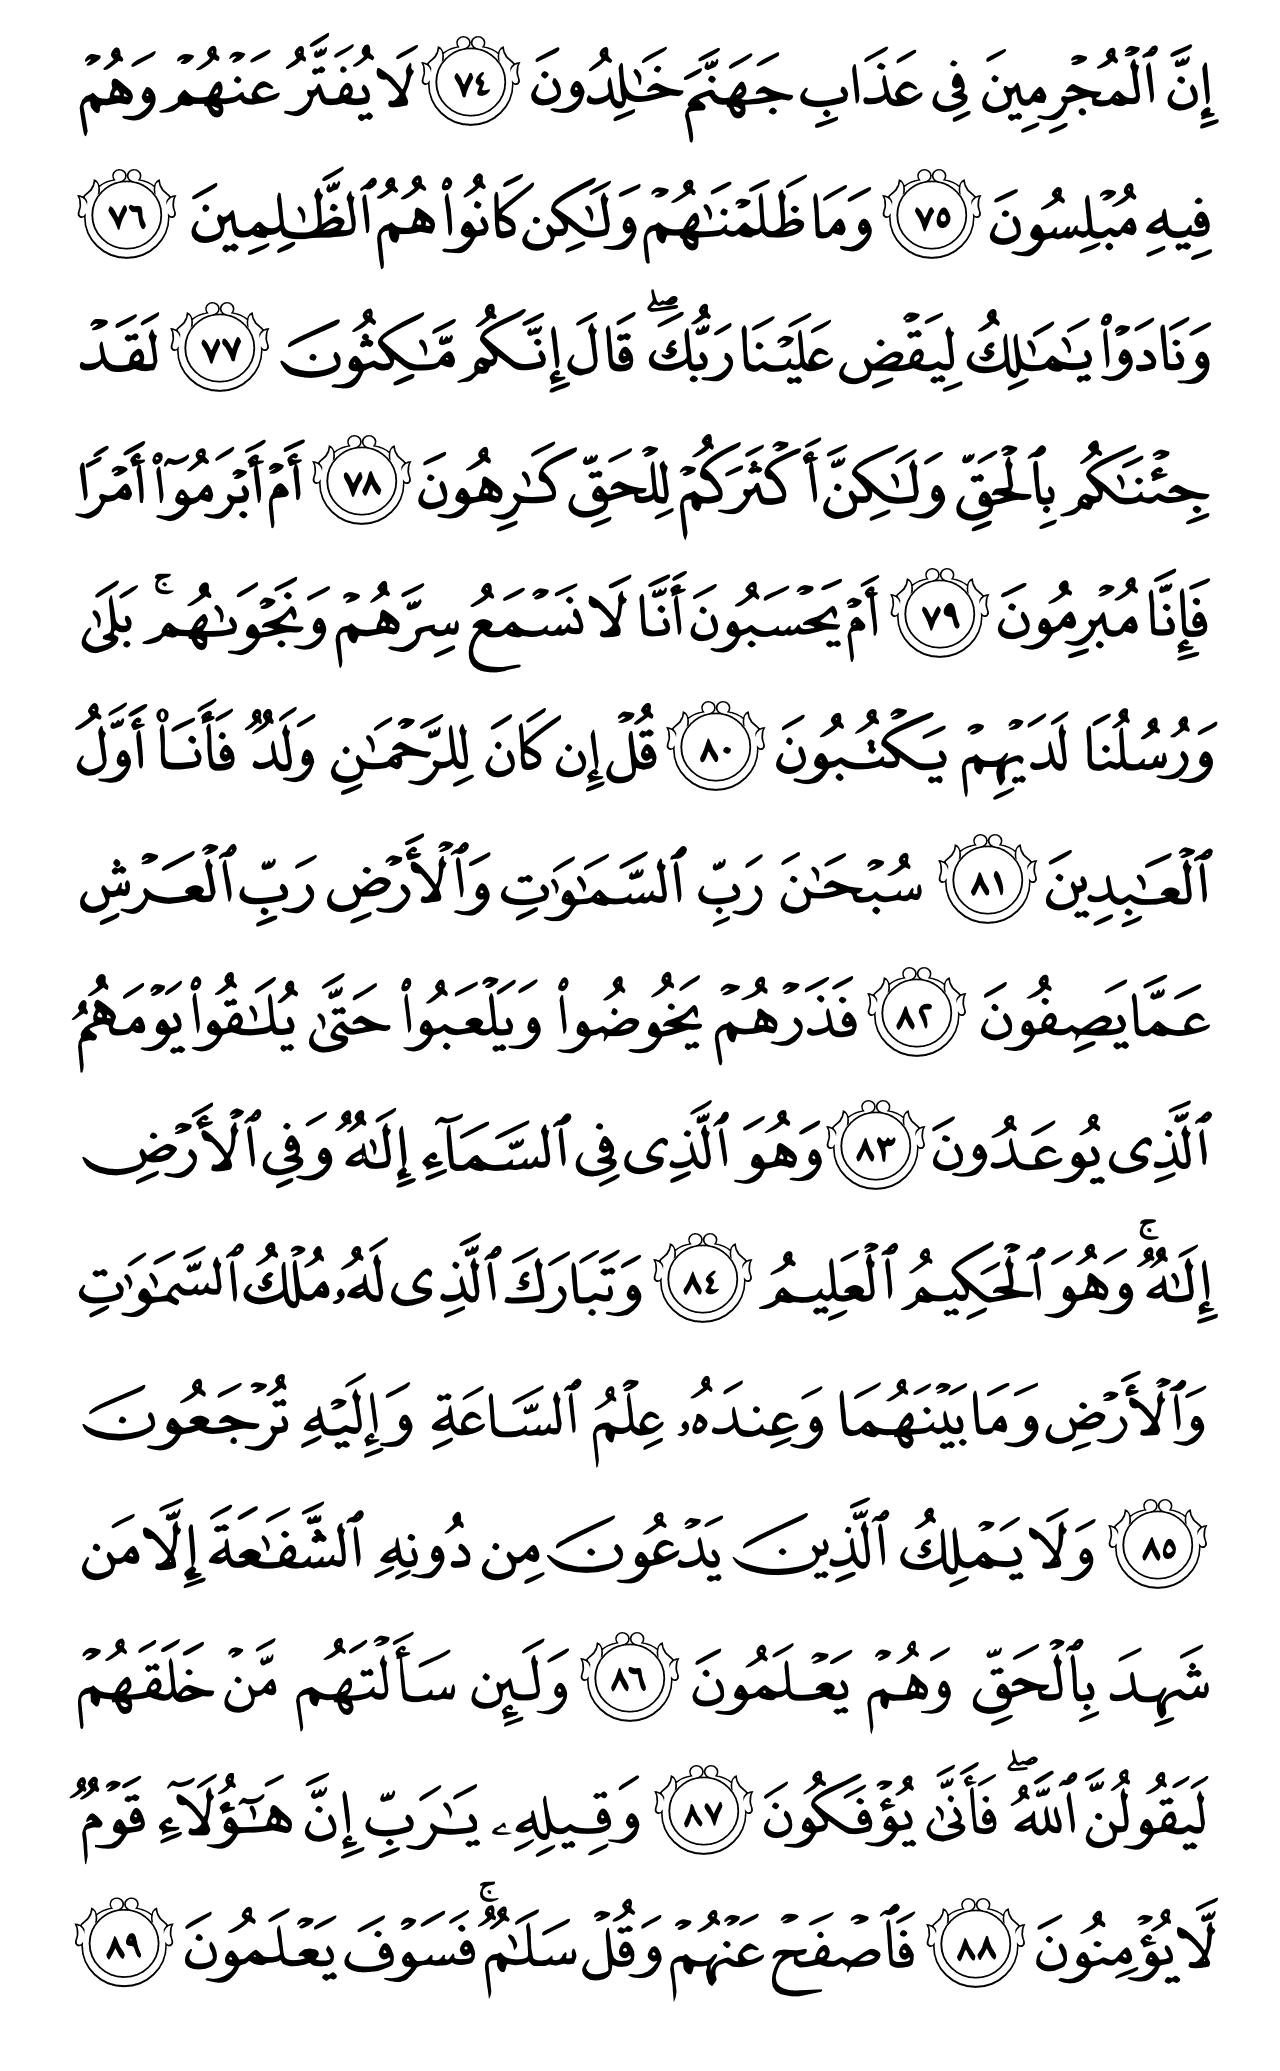 إِنَّ ٱلْمُجْرِمِينَ فِى عَذَابِ جَهَنَّمَ خَٰلِدُونَ ٧٤ لَا يُفَتَّرُ عَنْهُمْ وَهُمْ
فِيهِ مُبْلِسُونَ ٧٥ وَمَا ظَلَمْنَٰهُمْ وَلَٰكِن كَانُوا۟ هُمُ ٱلظَّٰلِمِينَ ٧٦
وَنَادَوْا۟ يَٰمَٰلِكُ لِيَقْضِ عَلَيْنَا رَبُّكَ ۖ قَالَ إِنَّكُم مَّٰكِثُونَ ٧٧ لَقَدْ
جِئْنَٰكُم بِٱلْحَقِّ وَلَٰكِنَّ أَكْثَرَكُمْ لِلْحَقِّ كَٰرِهُونَ ٧٨ أَمْ أَبْرَمُوٓا۟ أَمْرًا
فَإِنَّا مُبْرِمُونَ ٧٩ أَمْ يَحْسَبُونَ أَنَّا لَا نَسْمَعُ سِرَّهُمْ وَنَجْوَىٰهُم ۚ بَلَىٰ
وَرُسُلُنَا لَدَيْهِمْ يَكْتُبُونَ ٨٠ قُلْ إِن كَانَ لِلرَّحْمَٰنِ وَلَدٌ فَأَنَا۠ أَوَّلُ
ٱلْعَٰبِدِينَ ٨١ سُبْحَٰنَ رَبِّ ٱلسَّمَٰوَٰتِ وَٱلْأَرْضِ رَبِّ ٱلْعَرْشِ
عَمَّا يَصِفُونَ ٨٢ فَذَرْهُمْ يَخُوضُوا۟ وَيَلْعَبُوا۟ حَتَّىٰ يُلَٰقُوا۟ يَوْمَهُمُ
ٱلَّذِى يُوعَدُونَ ٨٣ وَهُوَ ٱلَّذِى فِى ٱلسَّمَآءِ إِلَٰهٌ وَفِى ٱلْأَرْضِ
إِلَٰهٌ ۚ وَهُوَ ٱلْحَكِيمُ ٱلْعَلِيمُ ٨٤ وَتَبَارَكَ ٱلَّذِى لَهُۥ مُلْكُ ٱلسَّمَٰوَٰتِ
وَٱلْأَرْضِ وَمَا بَيْنَهُمَا وَعِندَهُۥ عِلْمُ ٱلسَّاعَةِ وَإِلَيْهِ تُرْجَعُونَ
٨٥ وَلَا يَمْلِكُ ٱلَّذِينَ يَدْعُونَ مِن دُونِهِ ٱلشَّفَٰعَةَ إِلَّا مَن
شَهِدَ بِٱلْحَقِّ وَهُمْ يَعْلَمُونَ ٨٦ وَلَئِن سَأَلْتَهُم مَّنْ خَلَقَهُمْ
لَيَقُولُنَّ ٱللَّهُ ۖ فَأَنَّىٰ يُؤْفَكُونَ ٨٧ وَقِيلِهِۦ يَٰرَبِّ إِنَّ هَٰٓؤُلَآءِ قَوْمٌ
لَّا يُؤْمِنُونَ ٨٨ فَٱصْفَحْ عَنْهُمْ وَقُلْ سَلَٰمٌ ۚ فَسَوْفَ يَعْلَمُونَ ٨٩